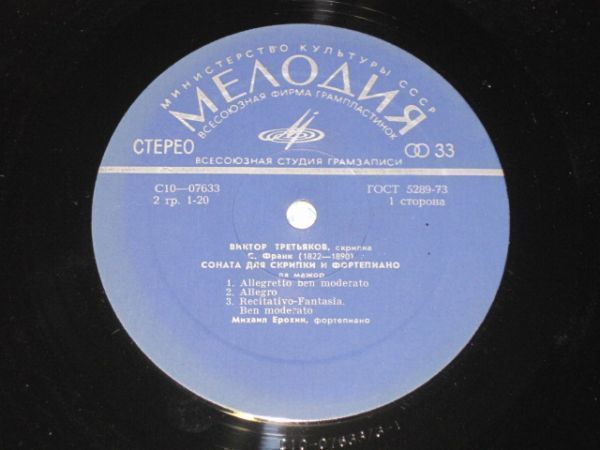 МИНИСТЕРСТВО КУЛЬТУРЫ СССР
МЕЛОДИЯ
ВСЕСОЮЗНАЯ ФИРМА ГРАМПЛАСТИНОК
СТЕРЕО
33
ВСЕСОЮЗНАЯ СТУДИЯ ГРАМЗАПИСИ
С10—07633
ГОСТ 5289-73
2 гр. 1-20
1 сторона
ВИКТОР ТРЕТЬЯКОВ, скрипка
С. Франк (1822—1890)
СОНАТА ДЛЯ СКРИПКИ И ФОРТЕПИАНО
ля мажор
1. Allegretto ben moderato
2. Allegro
3. Recitativo-Fantasia.
Ben moderato
Михаил Ерохин, фортепиано